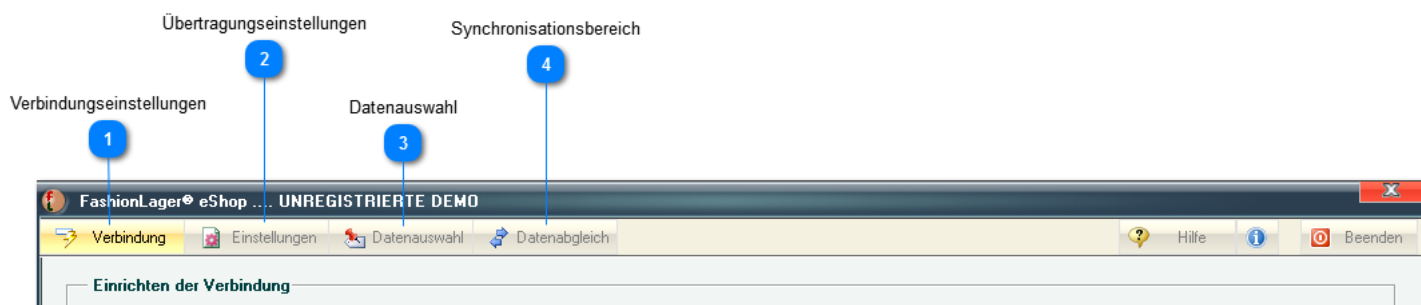 Übertragungseinstellungen
Synchronisationsbereich
2
4
Verbindungseinstellungen
Datenauswahl
1
3
FashionLager® eShop .... UNREGISTRIERTE DEMO
Verbindung Einstellungen Datenauswahl Datenabgleich Hilfe Beenden
Einrichten der Verbindung